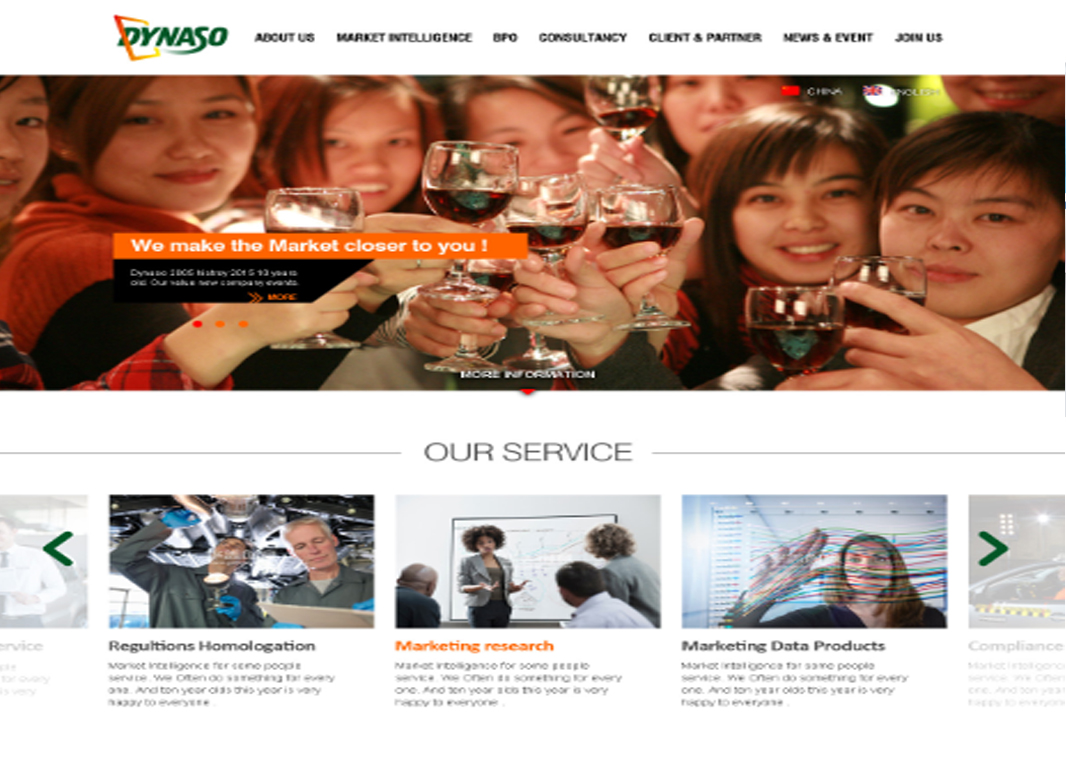 DYNASO
ABOUT US MARKET INTELLIGENCE BPO CONSULTANCY CLIENT & PARTNER NEWS & EVENT JOIN US
CHINA ENGLISH
We make the Market closer to you !
Dynaso 2005 histroy 2015 10 years
old. Our value new company events.
MORE
MORE INFORMATION
OUR SERVICE
ervice
Regultions Homologation
Marketing research
Marketing Data Products
Compliance
Market Intelligence for some people
service. We Often do something for every
one. And ten year olds this year is very
happy to everyone .
Market Intelligence for some people
service. We Often do something for every
one. And ten year olds this year is very
happy to everyone .
Market Intelligence for some people
service. We Often do something for every
one. And ten year olds this year is very
happy to everyone .